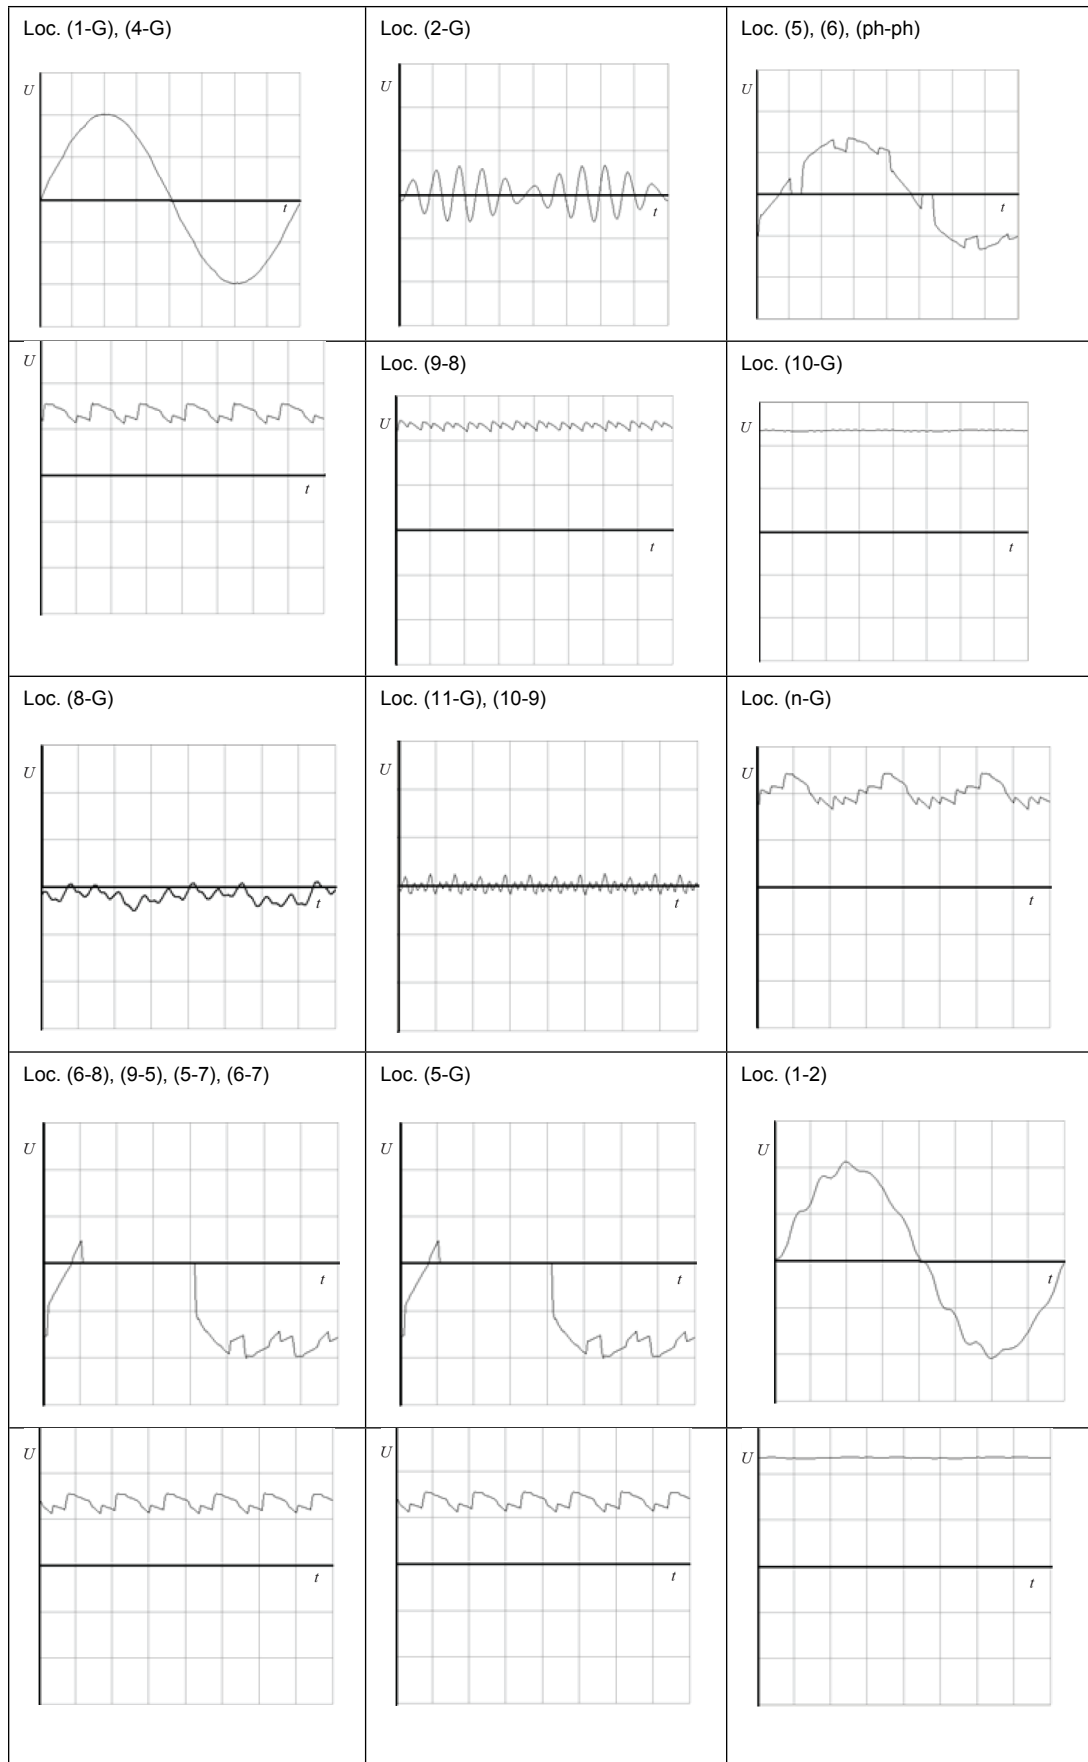 Loc. (1-G), (4-G)
U
t
Loc. (2-G)
U
t
Loc. (5), (6), (ph-ph)
U
t
U
t
Loc. (9-8)
U
t
Loc. (10-G)
U
t
Loc. (8-G)
U
t
Loc. (11-G), (10-9)
U
t
Loc. (n-G)
U
t
Loc. (6-8), (9-5), (5-7), (6-7)
U
t
Loc. (5-G)
U
t
Loc. (1-2)
U
t
U
t
U
t
U
t